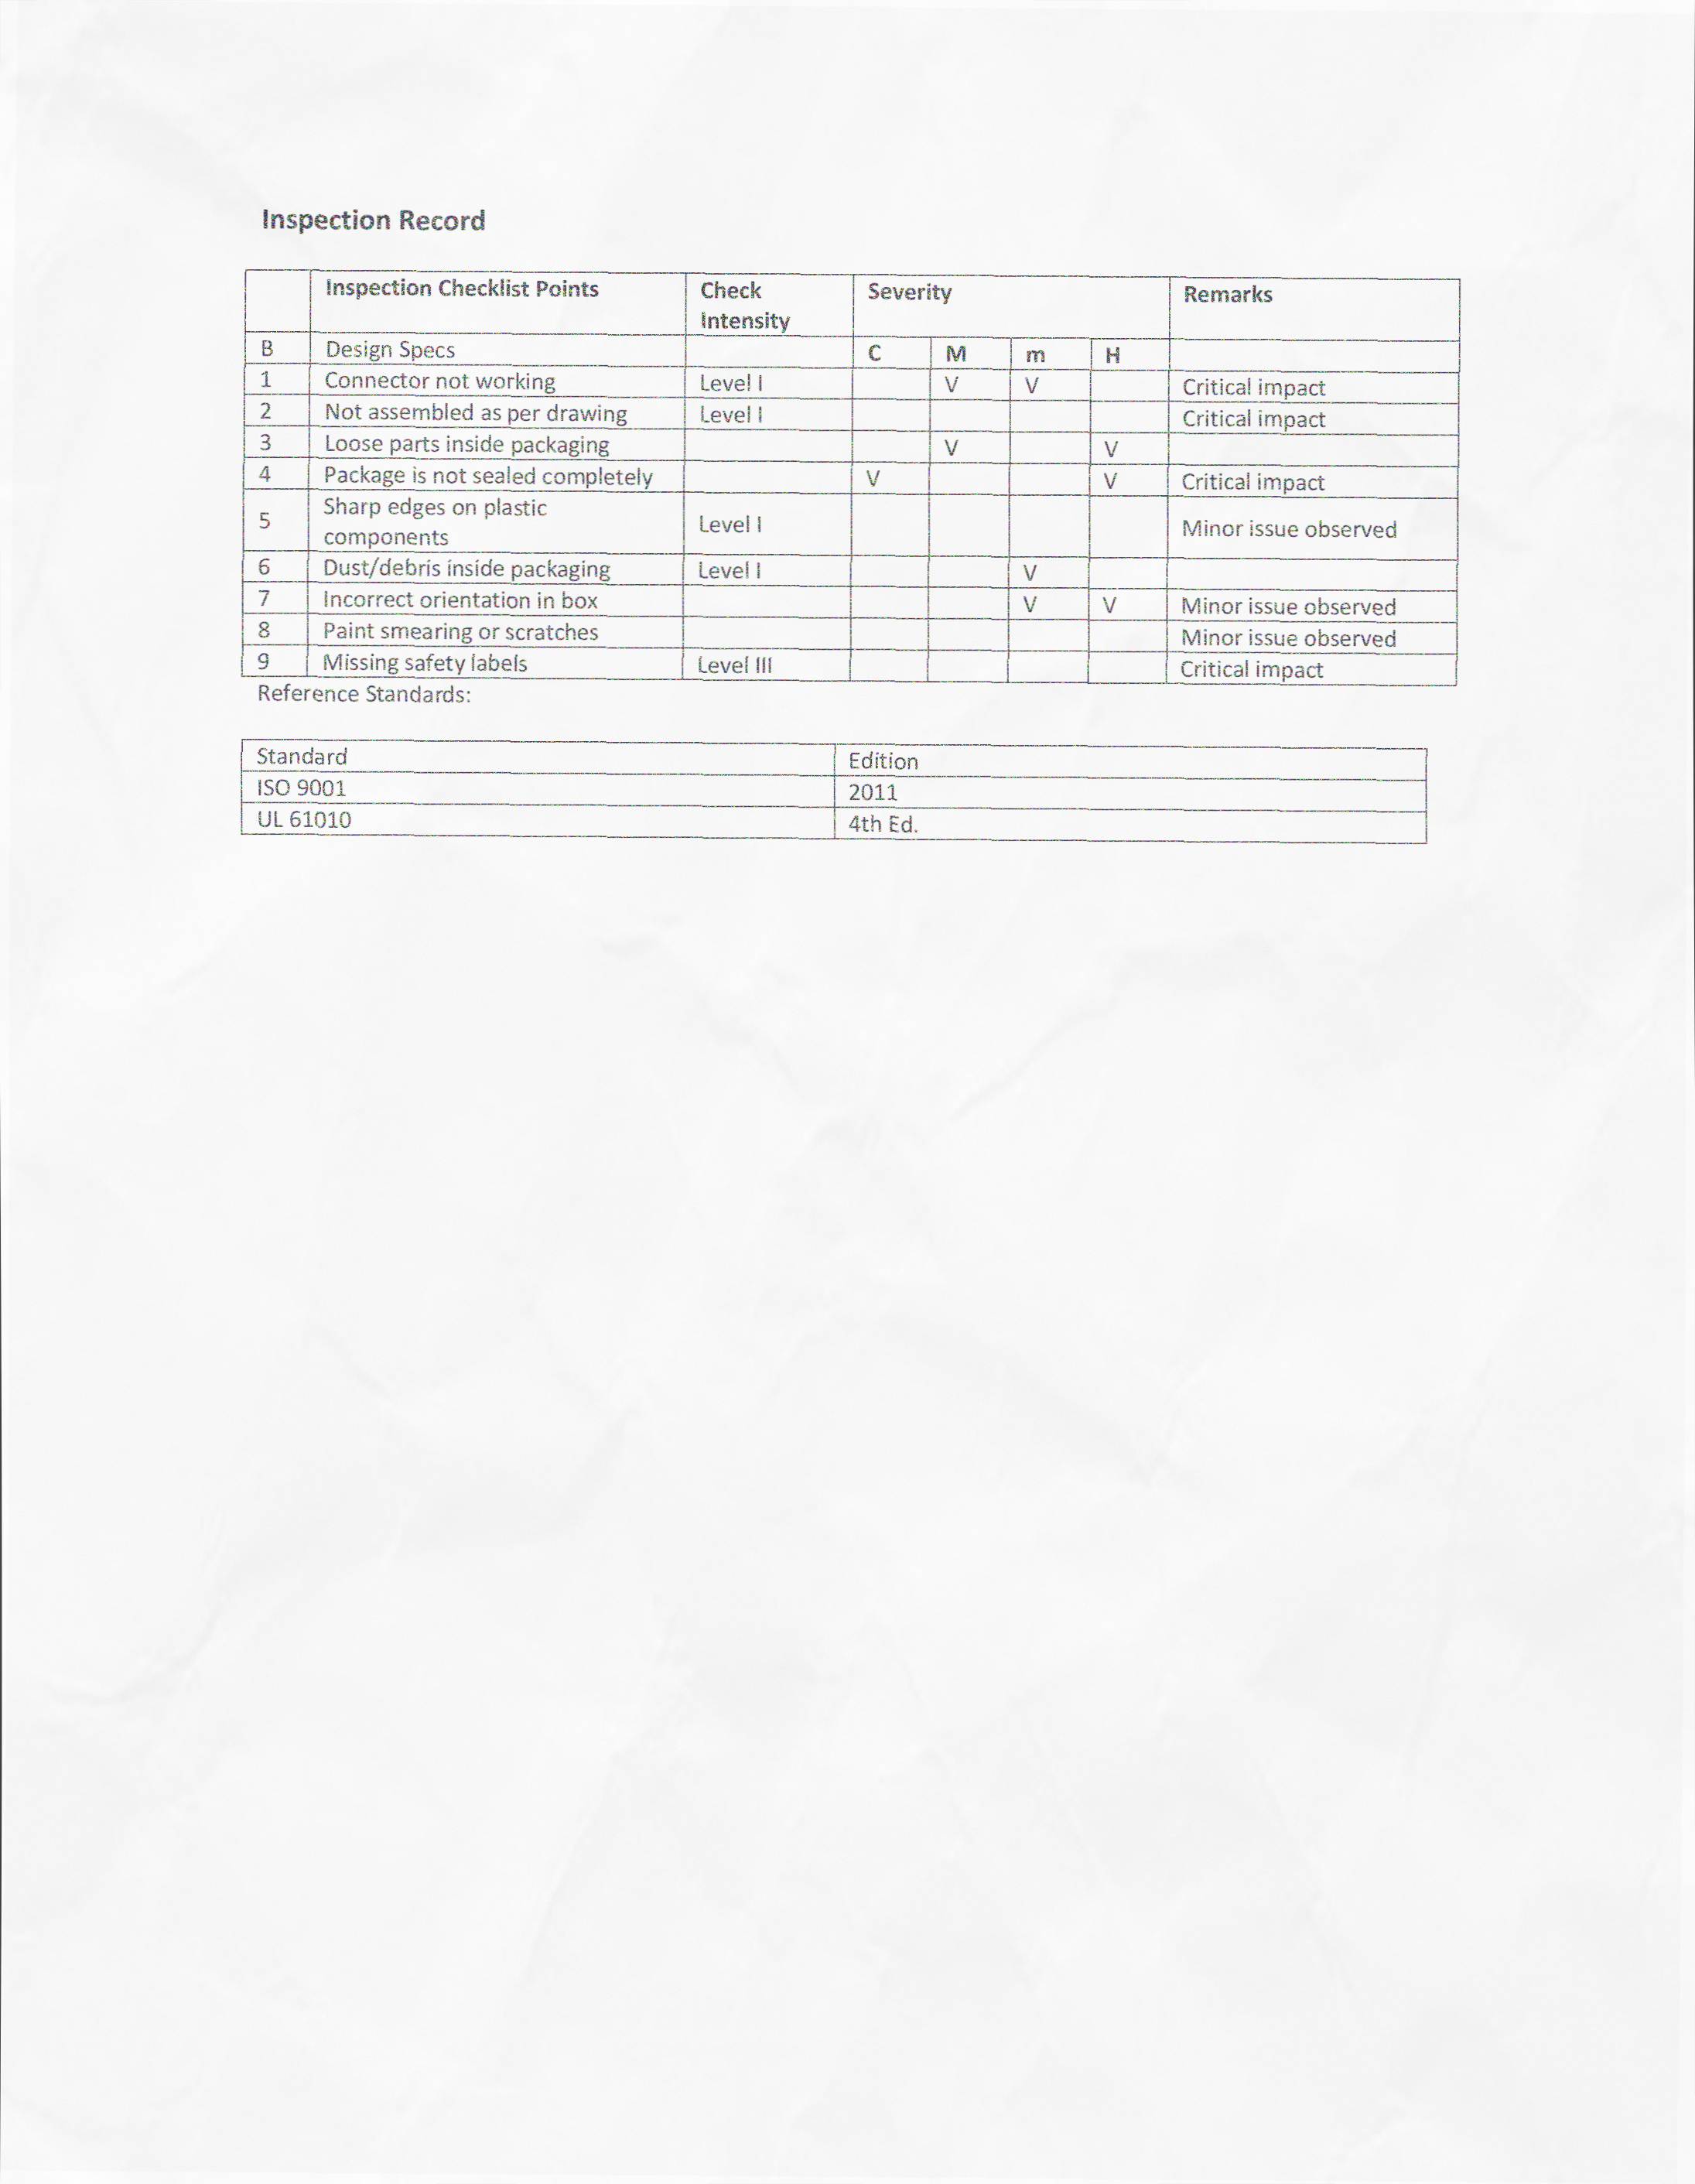 Inspection Record
Inspection Checklist Points Check Intensity Severity Remarks
B Design Specs C M m H
1 Connector not working Level I V V Critical impact
2 Not assembled as per drawing Level I Critical impact
3 Loose parts inside packaging V V
4 Package is not sealed completely V V Critical impact
5 Sharp edges on plastic components Level I Minor issue observed
6 Dust/debris inside packaging Level I V
7 Incorrect orientation in box V V Minor issue observed
8 Paint smearing or scratches Minor issue observed
9 Missing safety labels Level III Critical impact
Reference Standards:
Standard Edition
ISO 9001 2011
UL 61010 4th Ed.